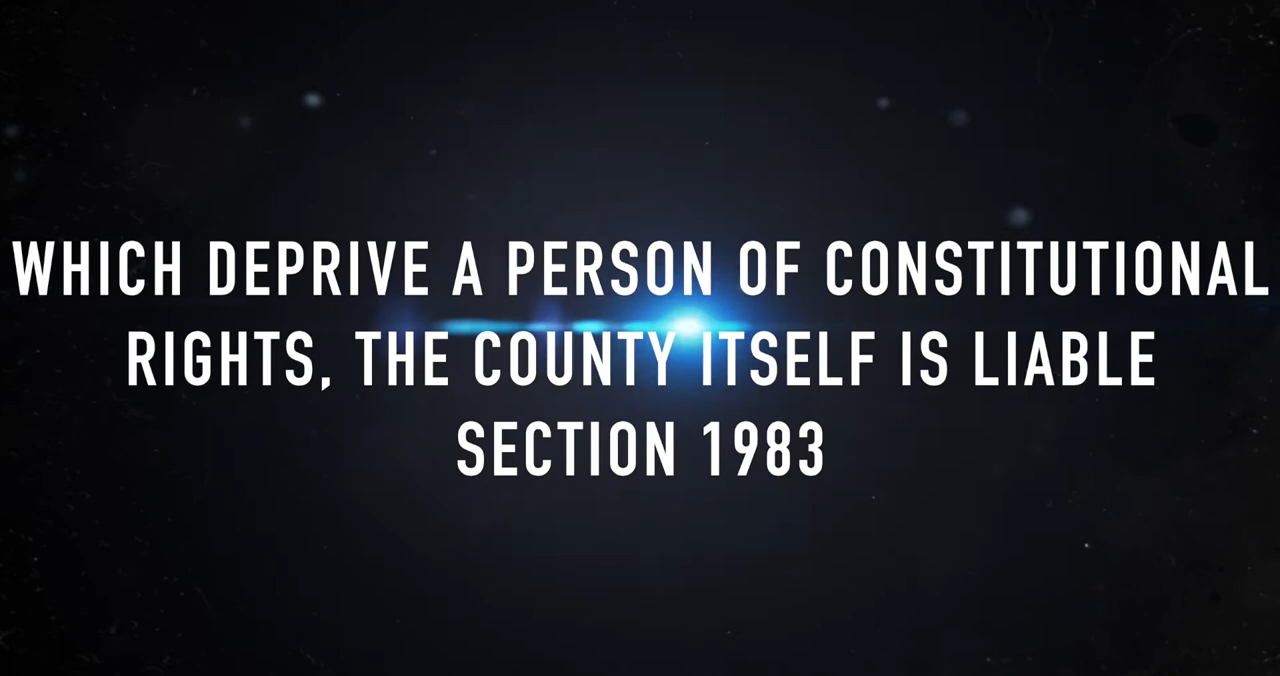 WHICH DEPRIVE A PERSON OF CONSTITUTIONAL
RIGHTS, THE COUNTY ITSELF IS LIABLE
SECTION 1983